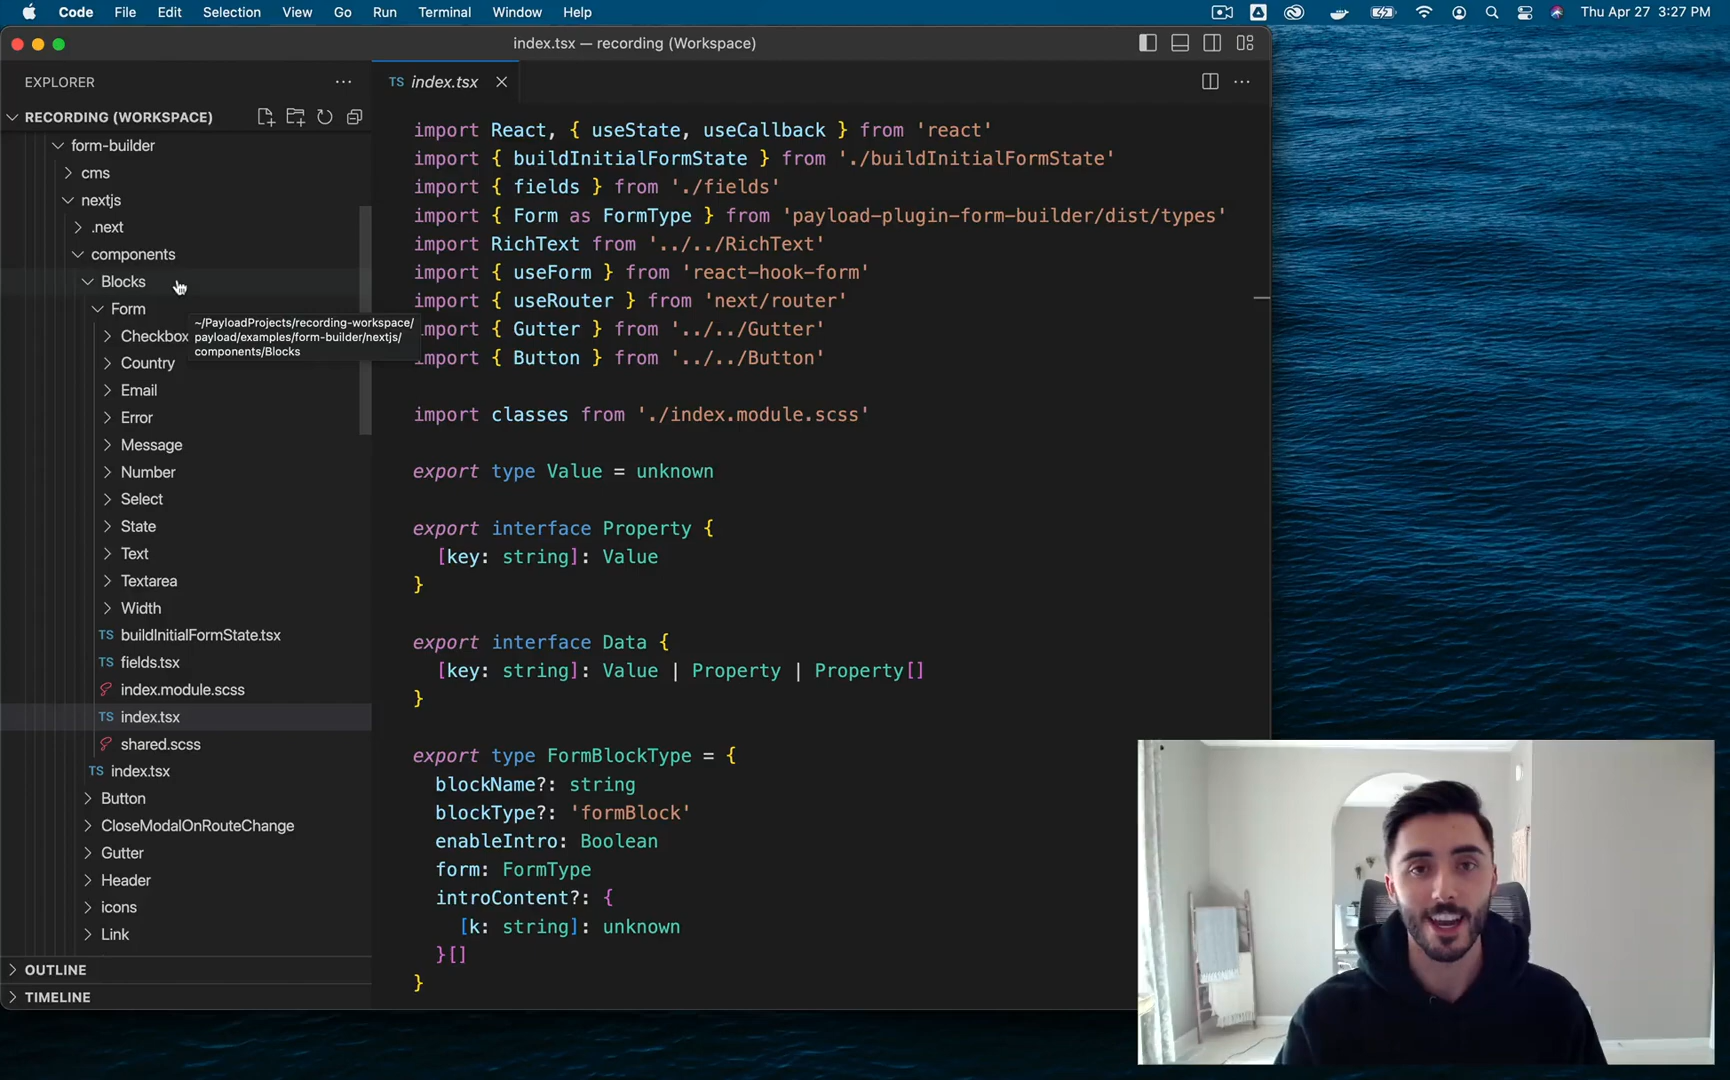 Code File Edit Selection View Go Run Terminal Window Help Thu Apr 27 3:27 PM
index.tsx — recording (Workspace)
EXPLORER
RECORDING (WORKSPACE)
form-builder
cms
nextjs
.next
components
Blocks
Form
Checkbox
~/PayloadProjects/recording-workspace/
payload/examples/form-builder/nextjs/
components/Blocks
Country
Email
Error
Message
Number
Select
State
Text
Textarea
Width
TS buildInitialFormState.tsx
TS fields.tsx
index.module.scss
TS index.tsx
shared.scss
TS index.tsx
Button
CloseModalOnRouteChange
Gutter
Header
icons
Link
OUTLINE
TIMELINE
TS index.tsx
import React, { useState, useCallback } from 'react'
import { buildInitialFormState } from './buildInitialFormState'
import { fields } from './fields'
import { Form as FormType } from 'payload-plugin-form-builder/dist/types'
import RichText from '../../RichText'
import { useForm } from 'react-hook-form'
import { useRouter } from 'next/router'
import { Gutter } from '../../Gutter'
import { Button } from '../../Button'
import classes from './index.module.scss'
export type Value = unknown
export interface Property {
[key: string]: Value
}
export interface Data {
[key: string]: Value | Property | Property[]
}
export type FormBlockType = {
blockName?: string
blockType?: 'formBlock'
enableIntro: Boolean
form: FormType
introContent?: {
[k: string]: unknown
}[]
}